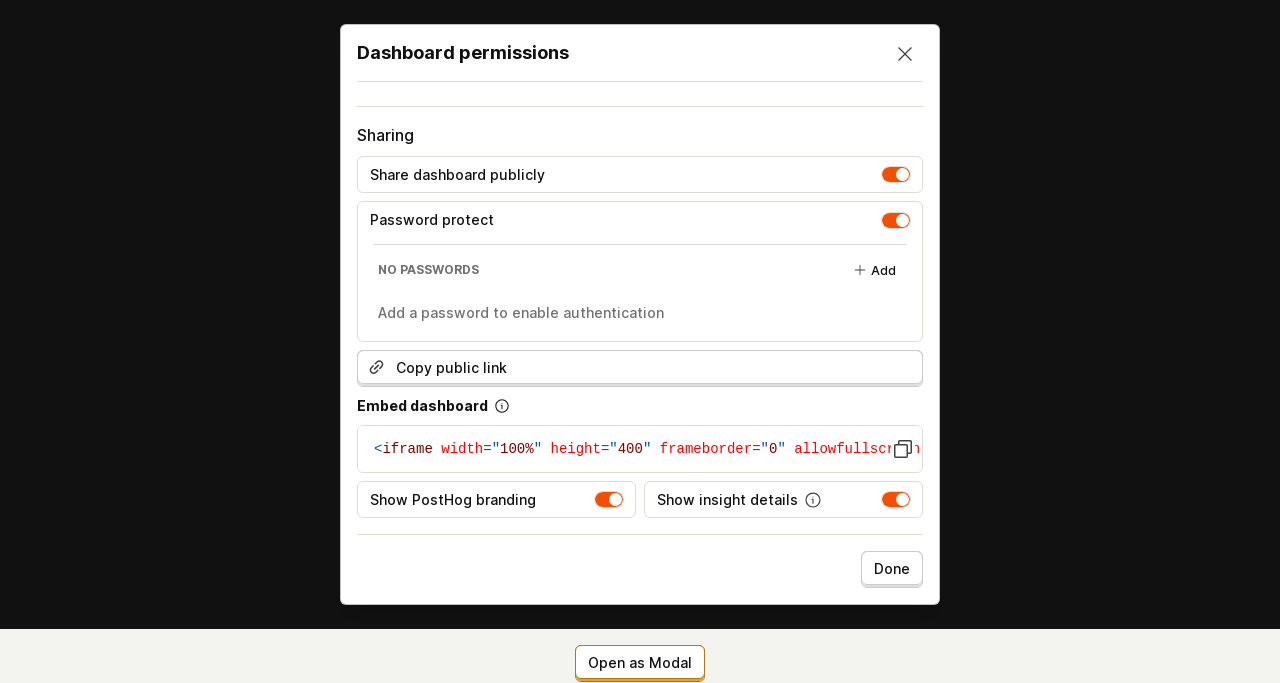 Dashboard permissions
Sharing
Share dashboard publicly
Password protect
NO PASSWORDS
Add
Add a password to enable authentication
Copy public link
Embed dashboard
<iframe width="100%" height="400" frameborder="0"
Show PostHog branding
Show insight details
Done
Open as Modal